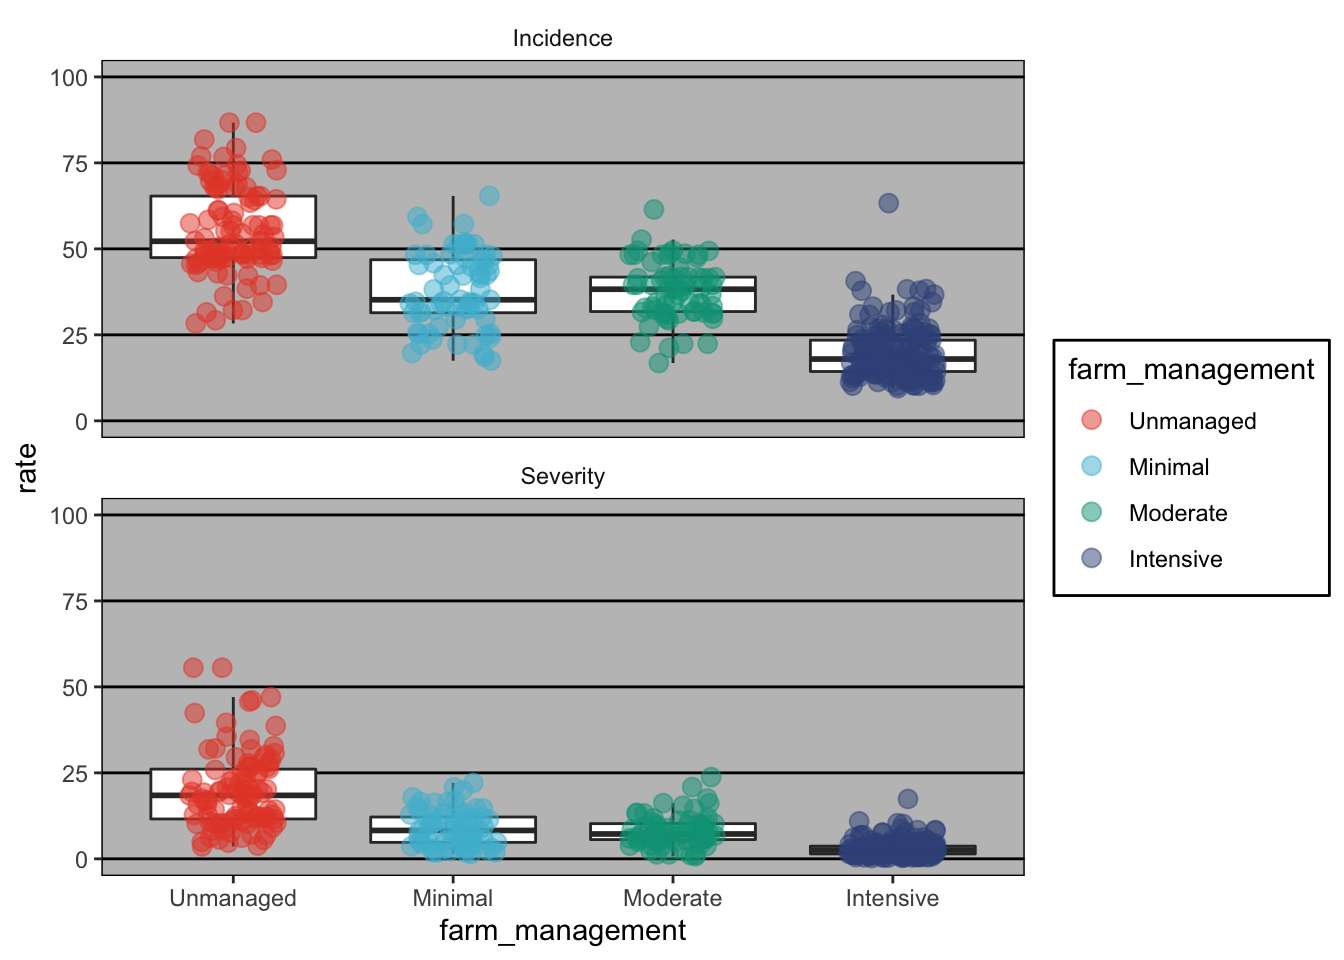 Incidence
100
75
50
25
0
Severity
100
75
50
25
0
rate
Unmanaged Minimal Moderate Intensive
farm_management
farm_management
Unmanaged
Minimal
Moderate
Intensive